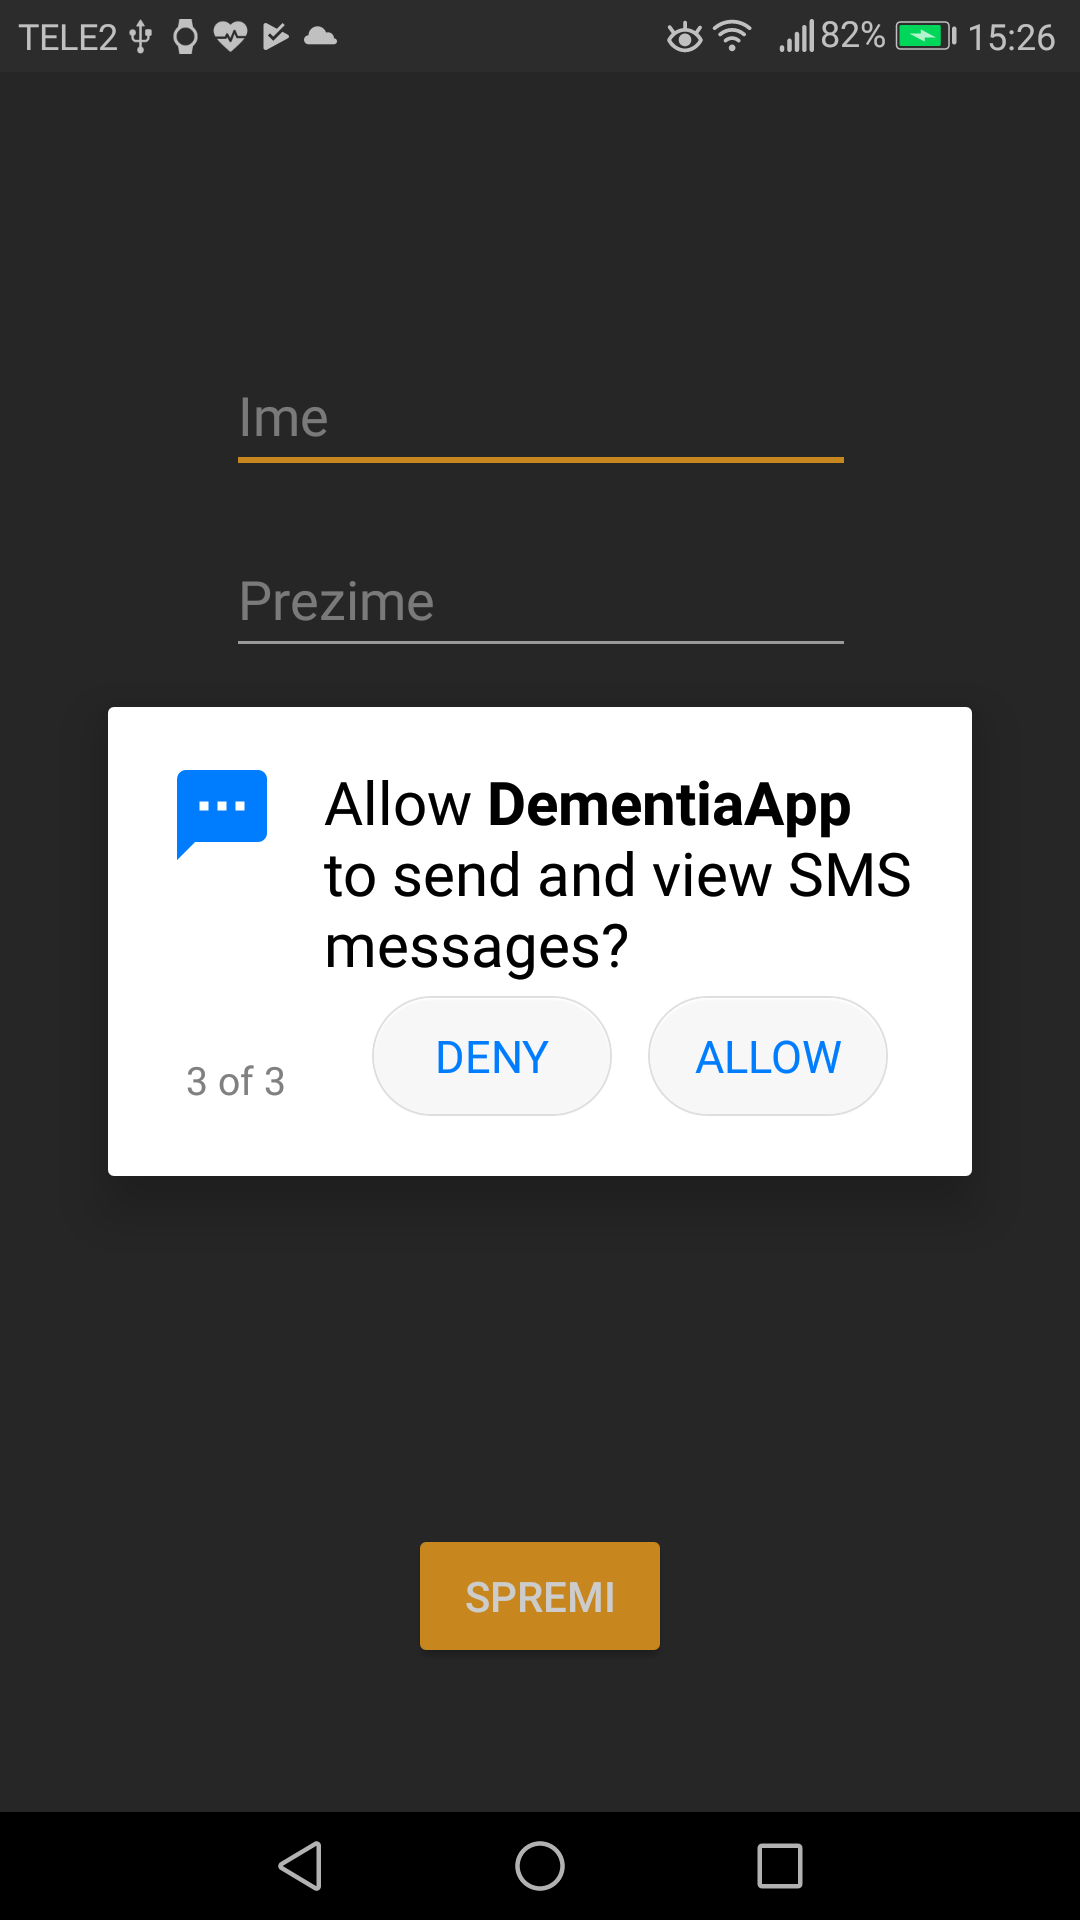 TELE2 82% 15:26
Ime
Prezime
Allow DementiaApp
to send and view SMS
messages?
3 of 3 DENY ALLOW
SPREMI